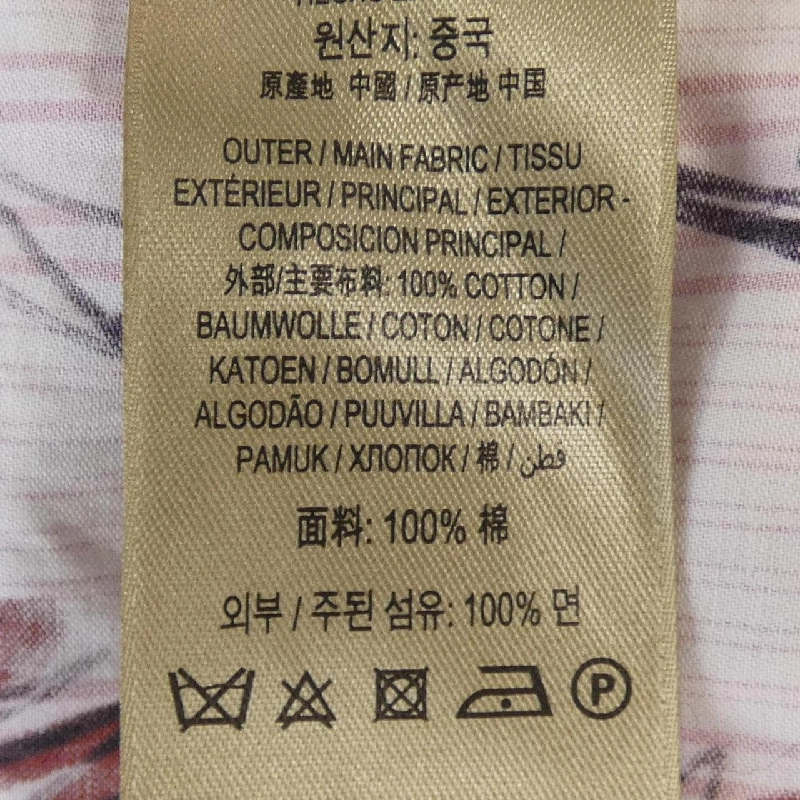 원산지: 중국
原產地 中國 / 原产地 中国
OUTER / MAIN FABRIC / TISSU
EXTÉRIEUR / PRINCIPAL / EXTERIOR -
COMPOSICION PRINCIPAL /
外部/主要布料: 100% COTTON /
BAUMWOLLE / COTON / COTONE /
KATOEN / BOMULL / ALGODÓN /
ALGODÃO / PUUVILLA / BAMBAKI /
PAMUK / ХЛОПОК / 棉 / قطن
面料: 100% 棉
외부 / 주된 섬유: 100% 면
P